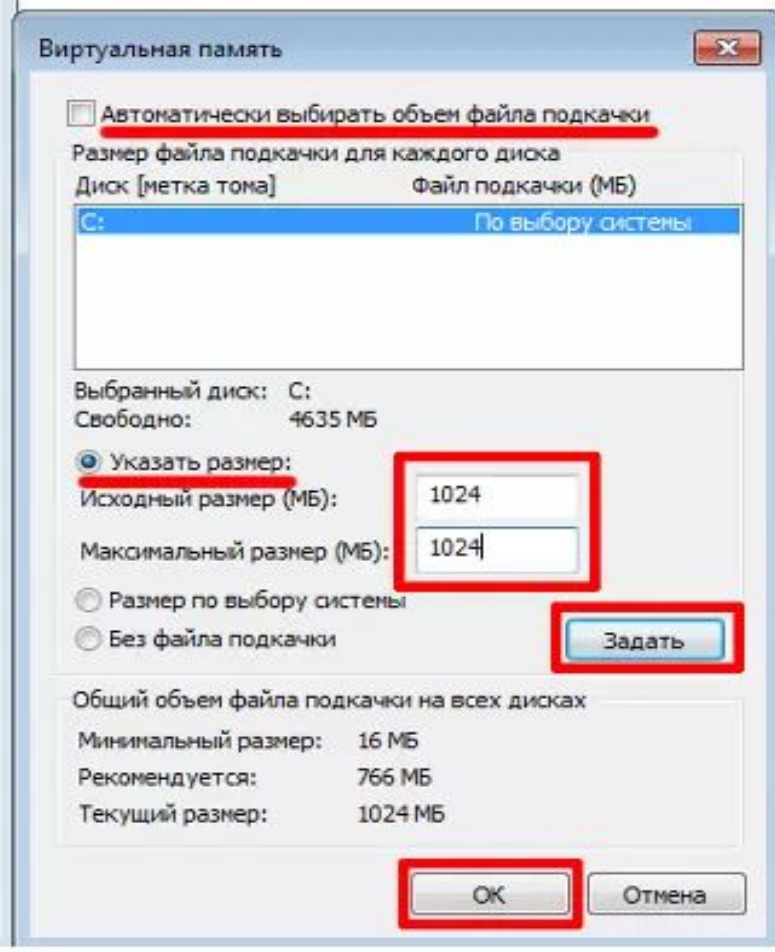 Виртуальная память
Автоматически выбирать объем файла подкачки
Размер файла подкачки для каждого диска
Диск [метка тома] Файл подкачки (МБ)
C: По выбору системы
Выбранный диск: C:
Свободно: 4635 МБ
Указать размер:
Исходный размер (МБ): 1024
Максимальный размер (МБ): 1024
Размер по выбору системы
Без файла подкачки Задать
Общий объем файла подкачки на всех дисках
Минимальный размер: 16 МБ
Рекомендуется: 766 МБ
Текущий размер: 1024 МБ
ОК Отмена